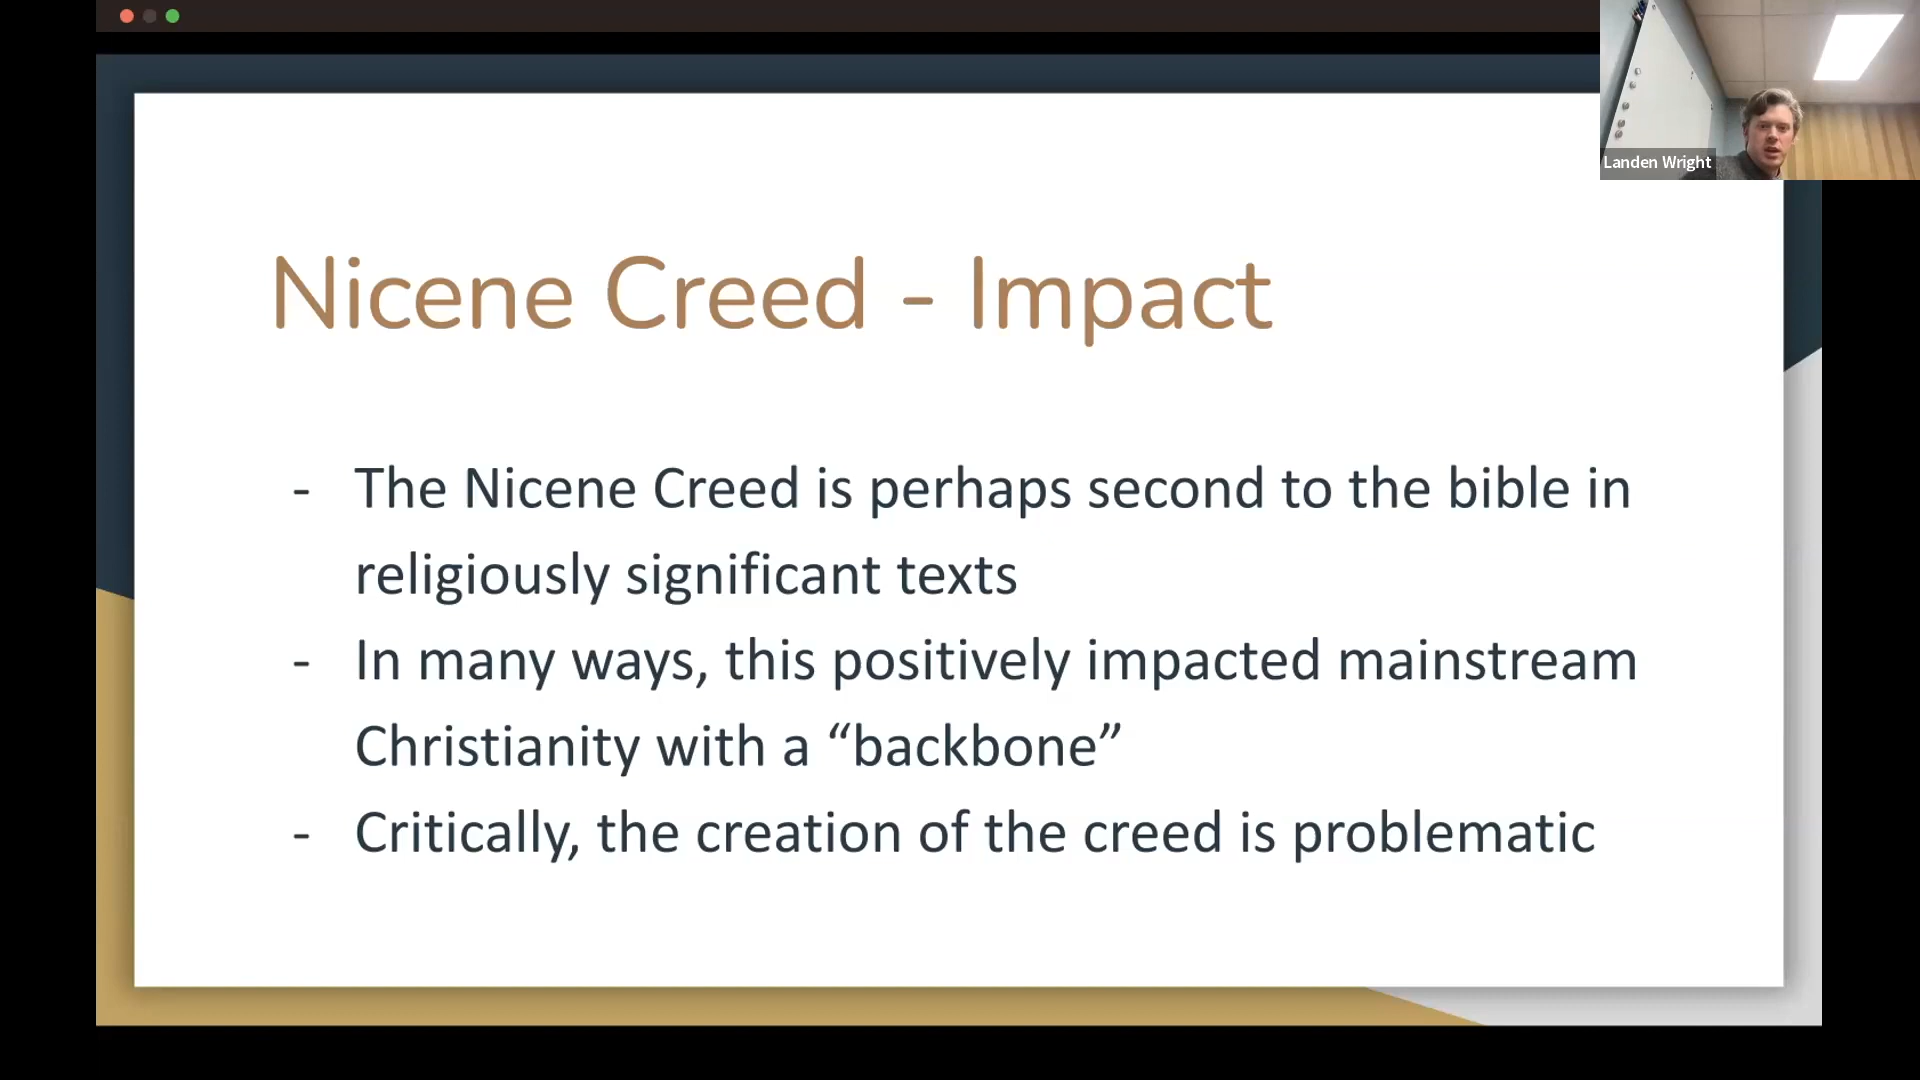 Landen Wright
Nicene Creed - Impact
- The Nicene Creed is perhaps second to the bible in
religiously significant texts
- In many ways, this positively impacted mainstream
Christianity with a “backbone”
- Critically, the creation of the creed is problematic